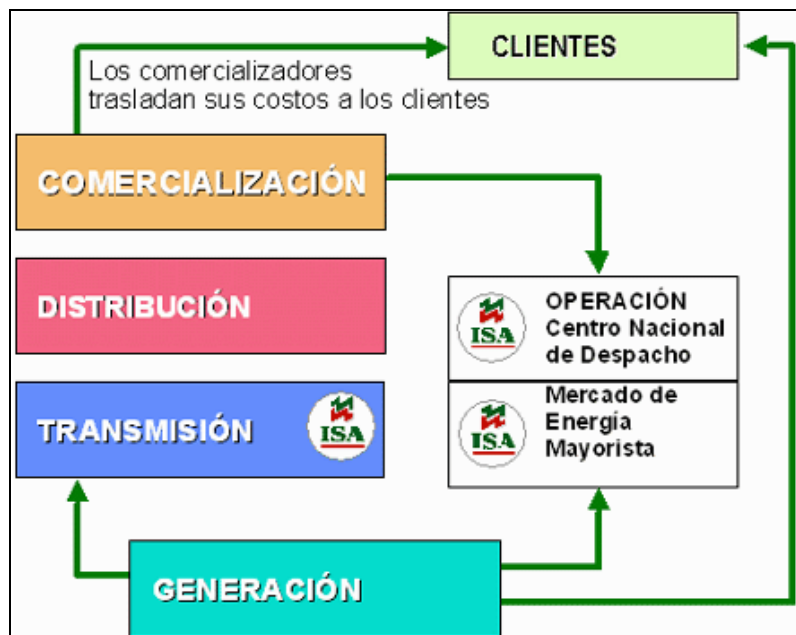 CLIENTES
Los comercializadores
trasladan sus costos a los clientes
COMERCIALIZACIÓN
DISTRIBUCIÓN
ISA
OPERACIÓN
Centro Nacional
de Despacho
TRANSMISIÓN
ISA
ISA
Mercado de
Energía
Mayorista
GENERACIÓN